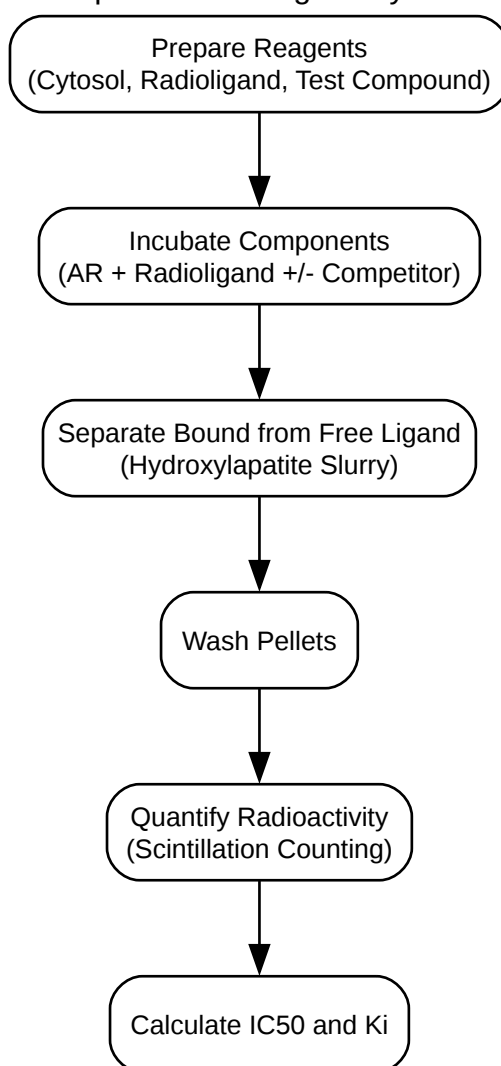 Prepare Reagents
(Cytosol, Radioligand, Test Compound)
Incubate Components
(AR + Radioligand +/- Competitor)
Separate Bound from Free Ligand
(Hydroxylapatite Slurry)
Wash Pellets
Quantify Radioactivity
(Scintillation Counting)
Calculate IC50 and Ki